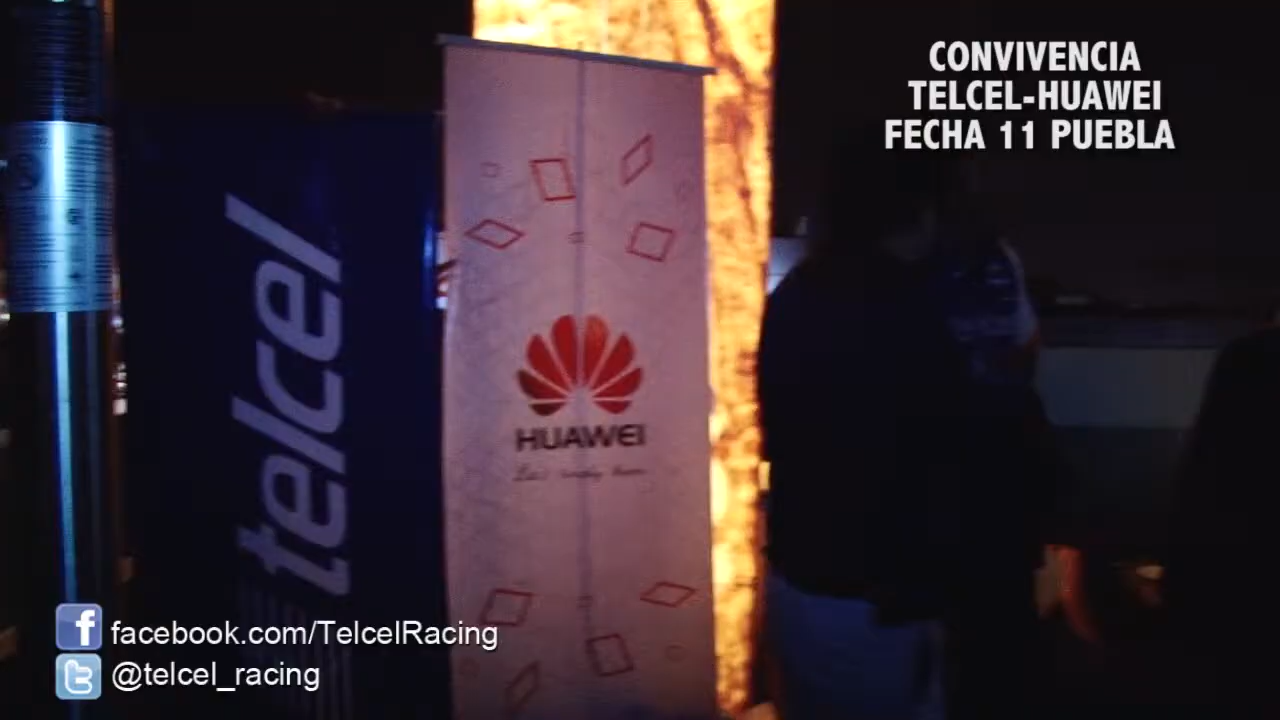 CONVIVENCIA
TELCEL-HUAWEI
FECHA 11 PUEBLA
telcel
HUAWEI
facebook.com/TelcelRacing
@telcel_racing